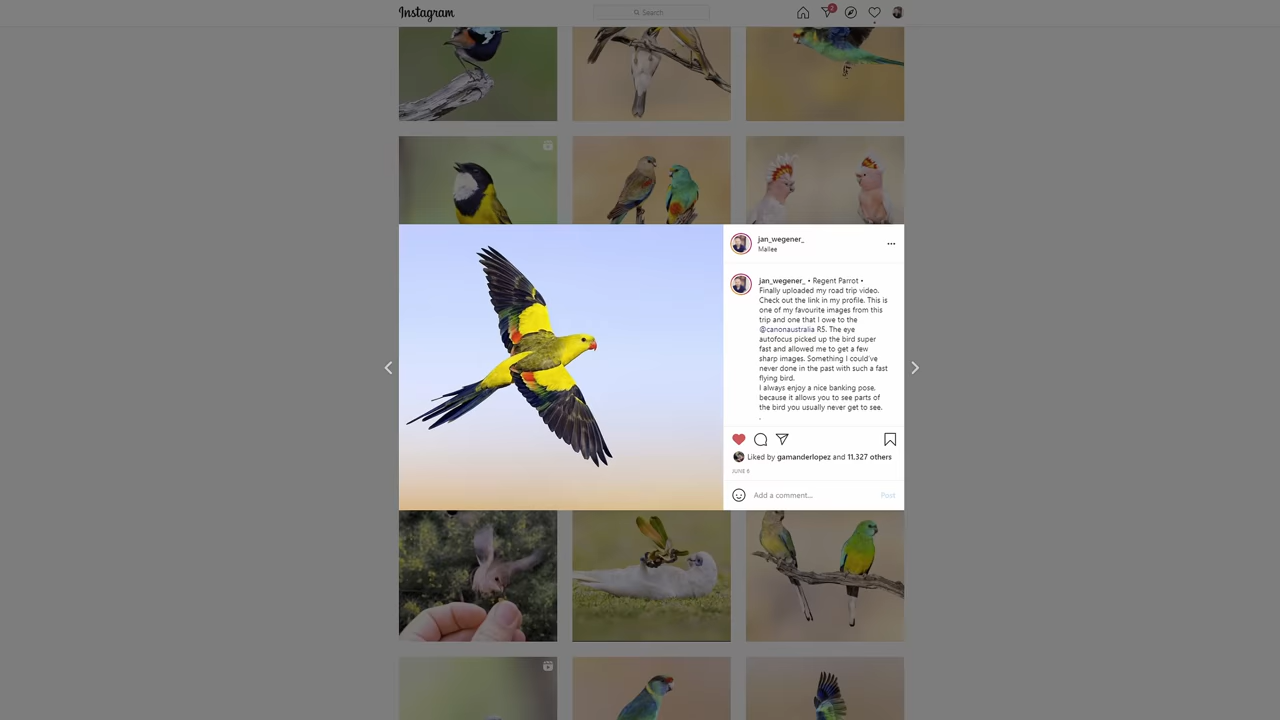 Instagram
Search
2
jan_wegener_
Mallee
jan_wegener_ • Regent Parrot •
Finally uploaded my road trip video.
Check out the link in my profile. This is
one of my favourite images from this
trip and one that I owe to the
@canonaustralia R5. The eye
autofocus picked up the bird super
fast and allowed me to get a few
sharp images. Something I could've
never done in the past with such a fast
flying bird.
I always enjoy a nice banking pose,
because it allows you to see parts of
the bird you usually never get to see.
.
Liked by gamanderlopez and 11,327 others
JUNE 6
Add a comment...
Post